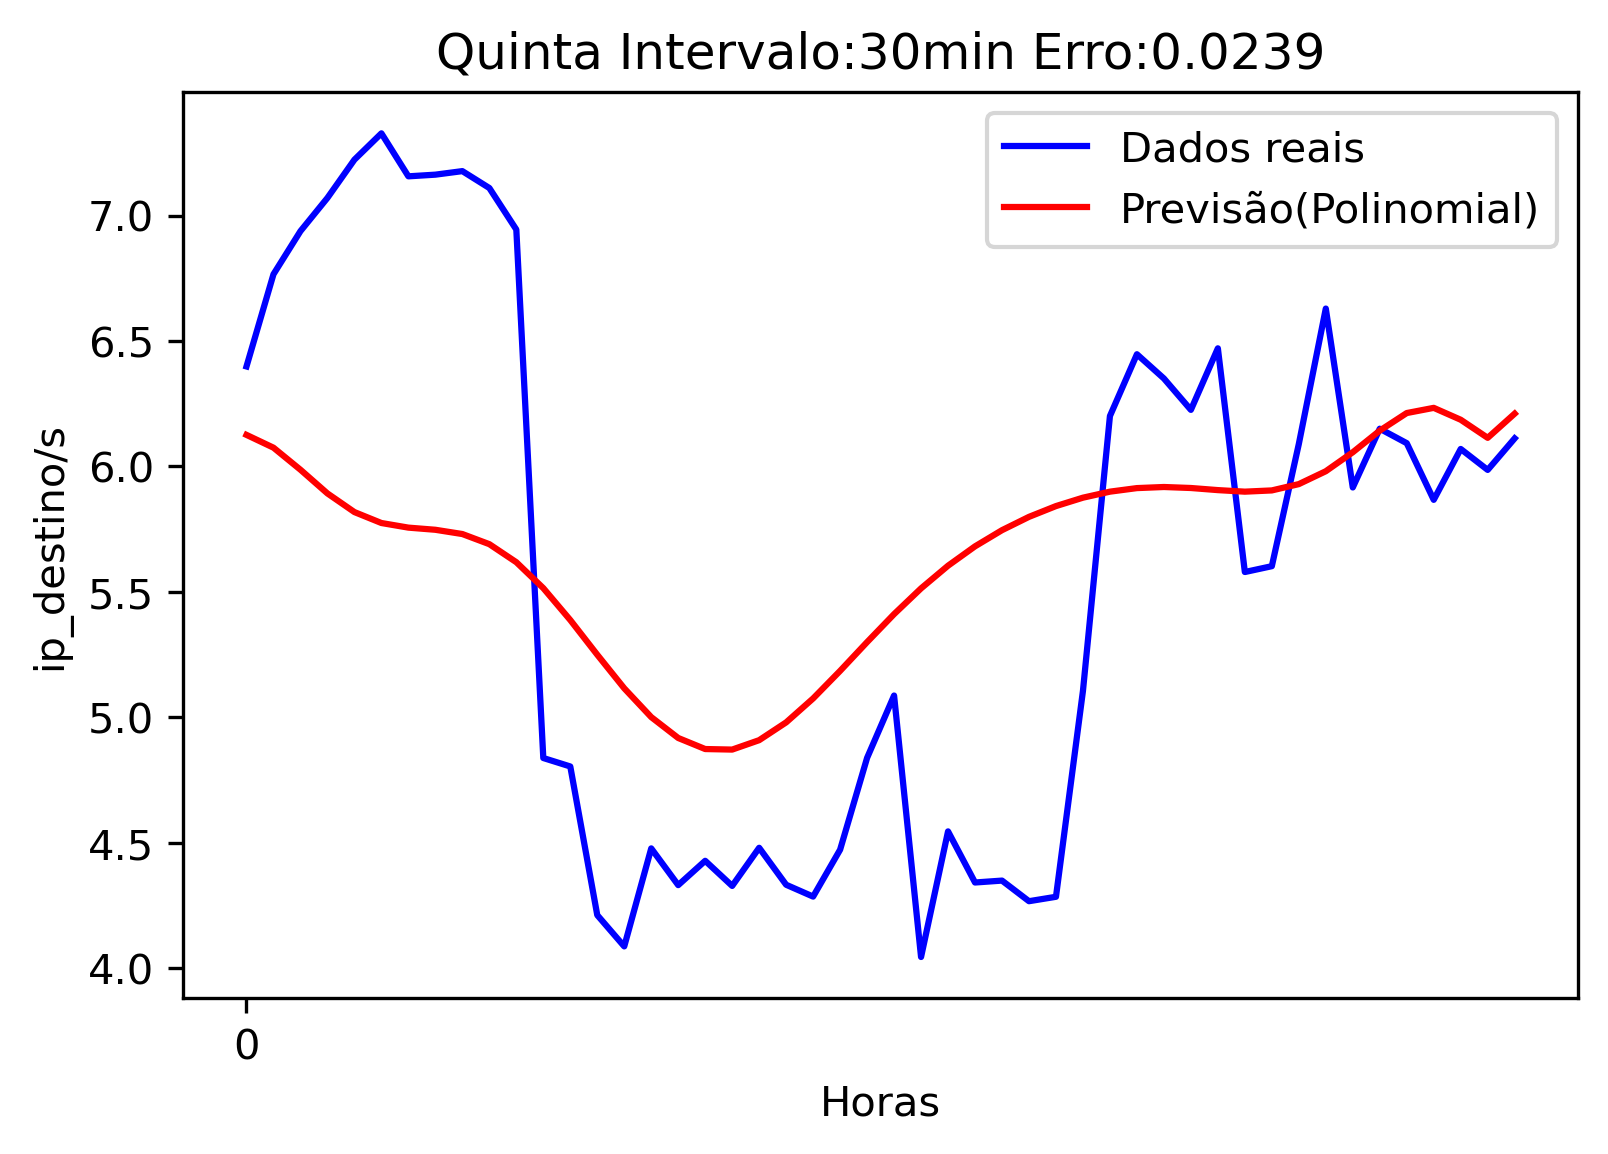 Quinta Intervalo:30min Erro:0.0239
Dados reais
Previsão(Polinomial)
7.0
6.5
6.0
5.5
5.0
4.5
4.0
ip_destino/s
0
Horas